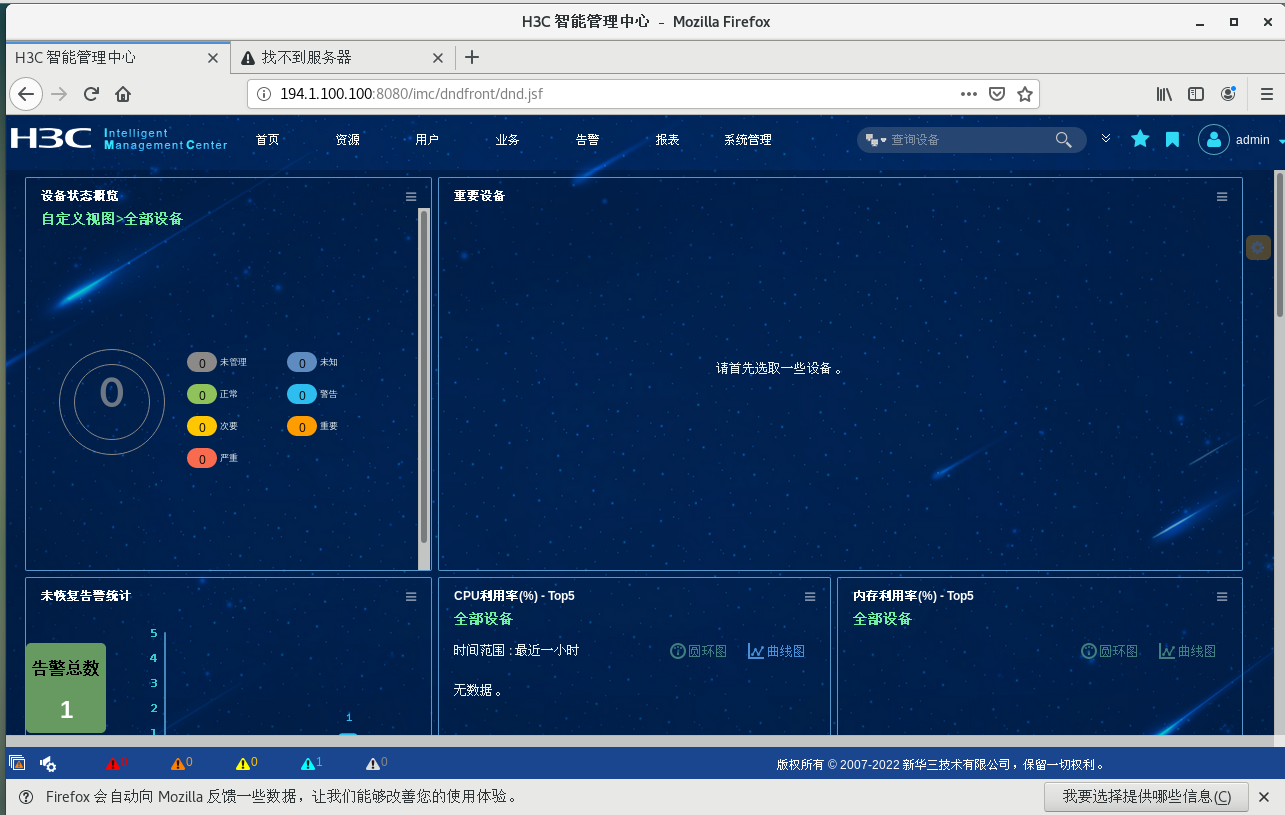 H3C 智能管理中心 - Mozilla Firefox
H3C 智能管理中心
找不到服务器
194.1.100.100:8080/imc/dndfront/dnd.jsf
H3C Intelligent Management Center
首页 资源 用户 业务 告警 报表 系统管理
查询设备
admin
设备状态概览
自定义视图>全部设备
0
0 未管理
0 未知
0 正常
0 警告
0 次要
0 重要
0 严重
重要设备
请首先选取一些设备。
未恢复告警统计
告警总数
1
5
4
3
2
1
1
CPU利用率(%) - Top5
全部设备
时间范围 : 最近一小时
圆环图 曲线图
无数据。
内存利用率(%) - Top5
全部设备
圆环图 曲线图
0 0 0 1 0
版权所有 © 2007-2022 新华三技术有限公司，保留一切权利。
Firefox 会自动向 Mozilla 反馈一些数据，让我们能够改善您的使用体验。
我要选择提供哪些信息(C)